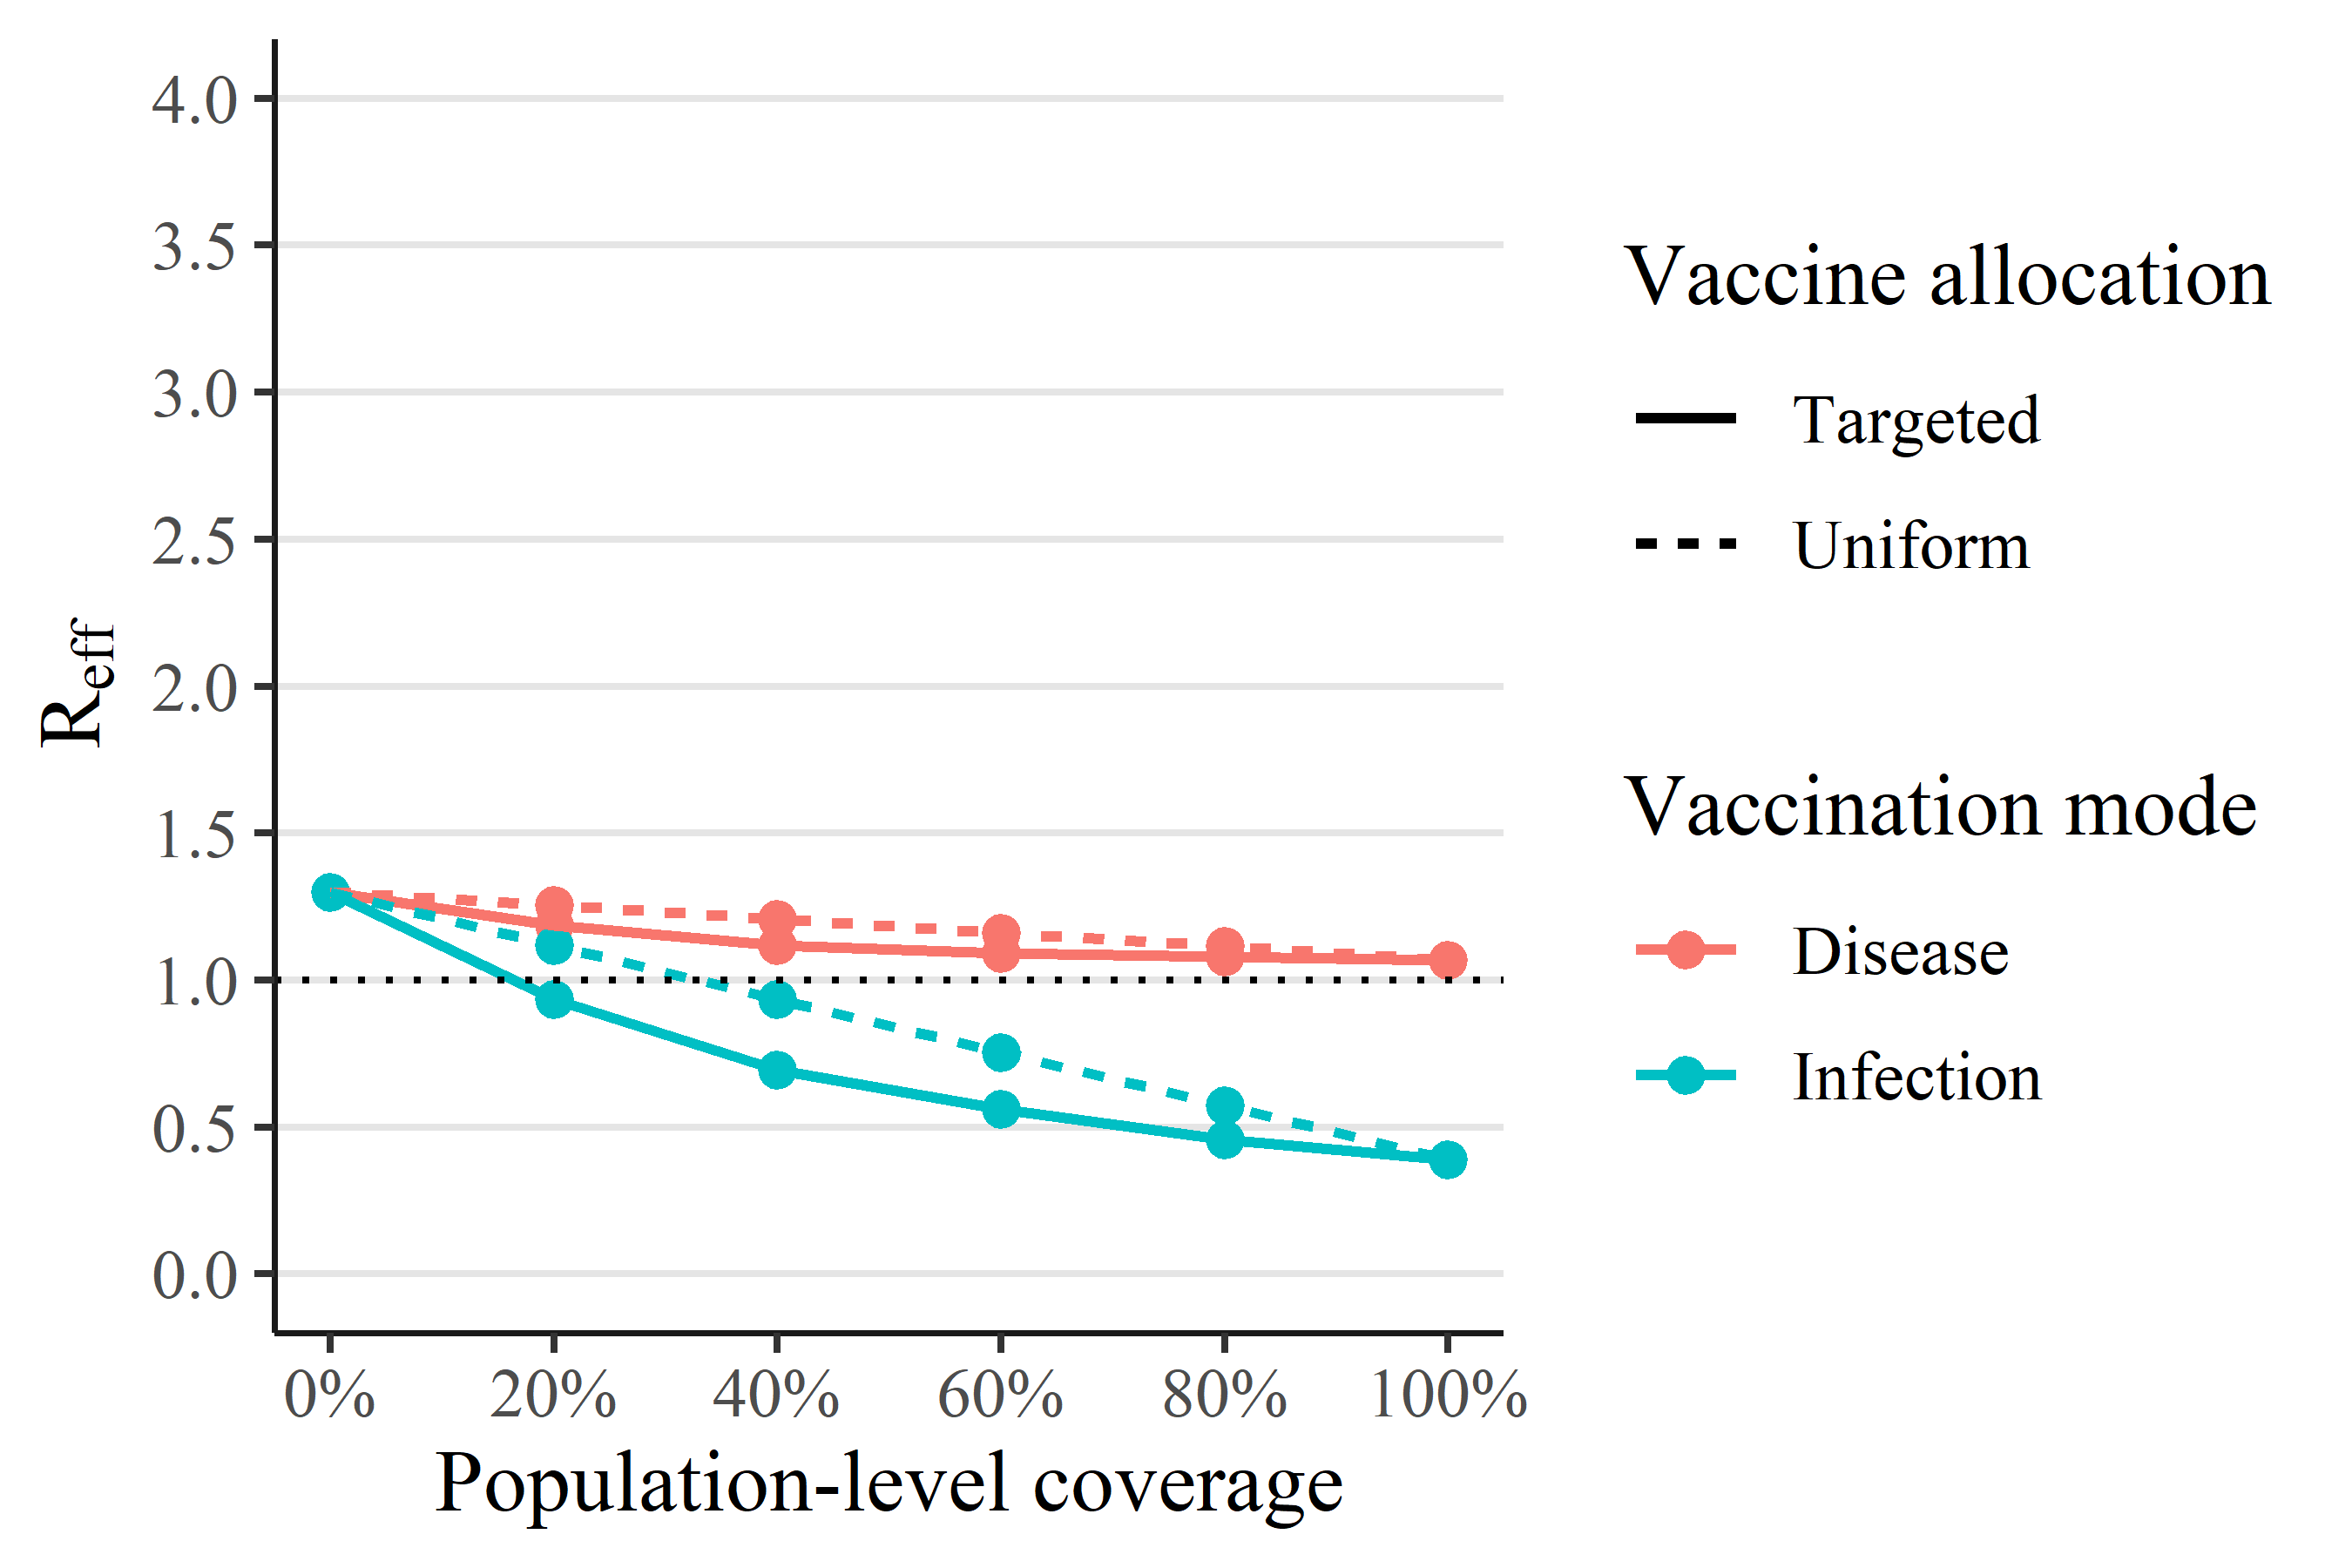 4.0
3.5
3.0
2.5
2.0
1.5
1.0
0.5
0.0
Reff
0% 20% 40% 60% 80% 100%
Population-level coverage
Vaccine allocation
Targeted
Uniform
Vaccination mode
Disease
Infection